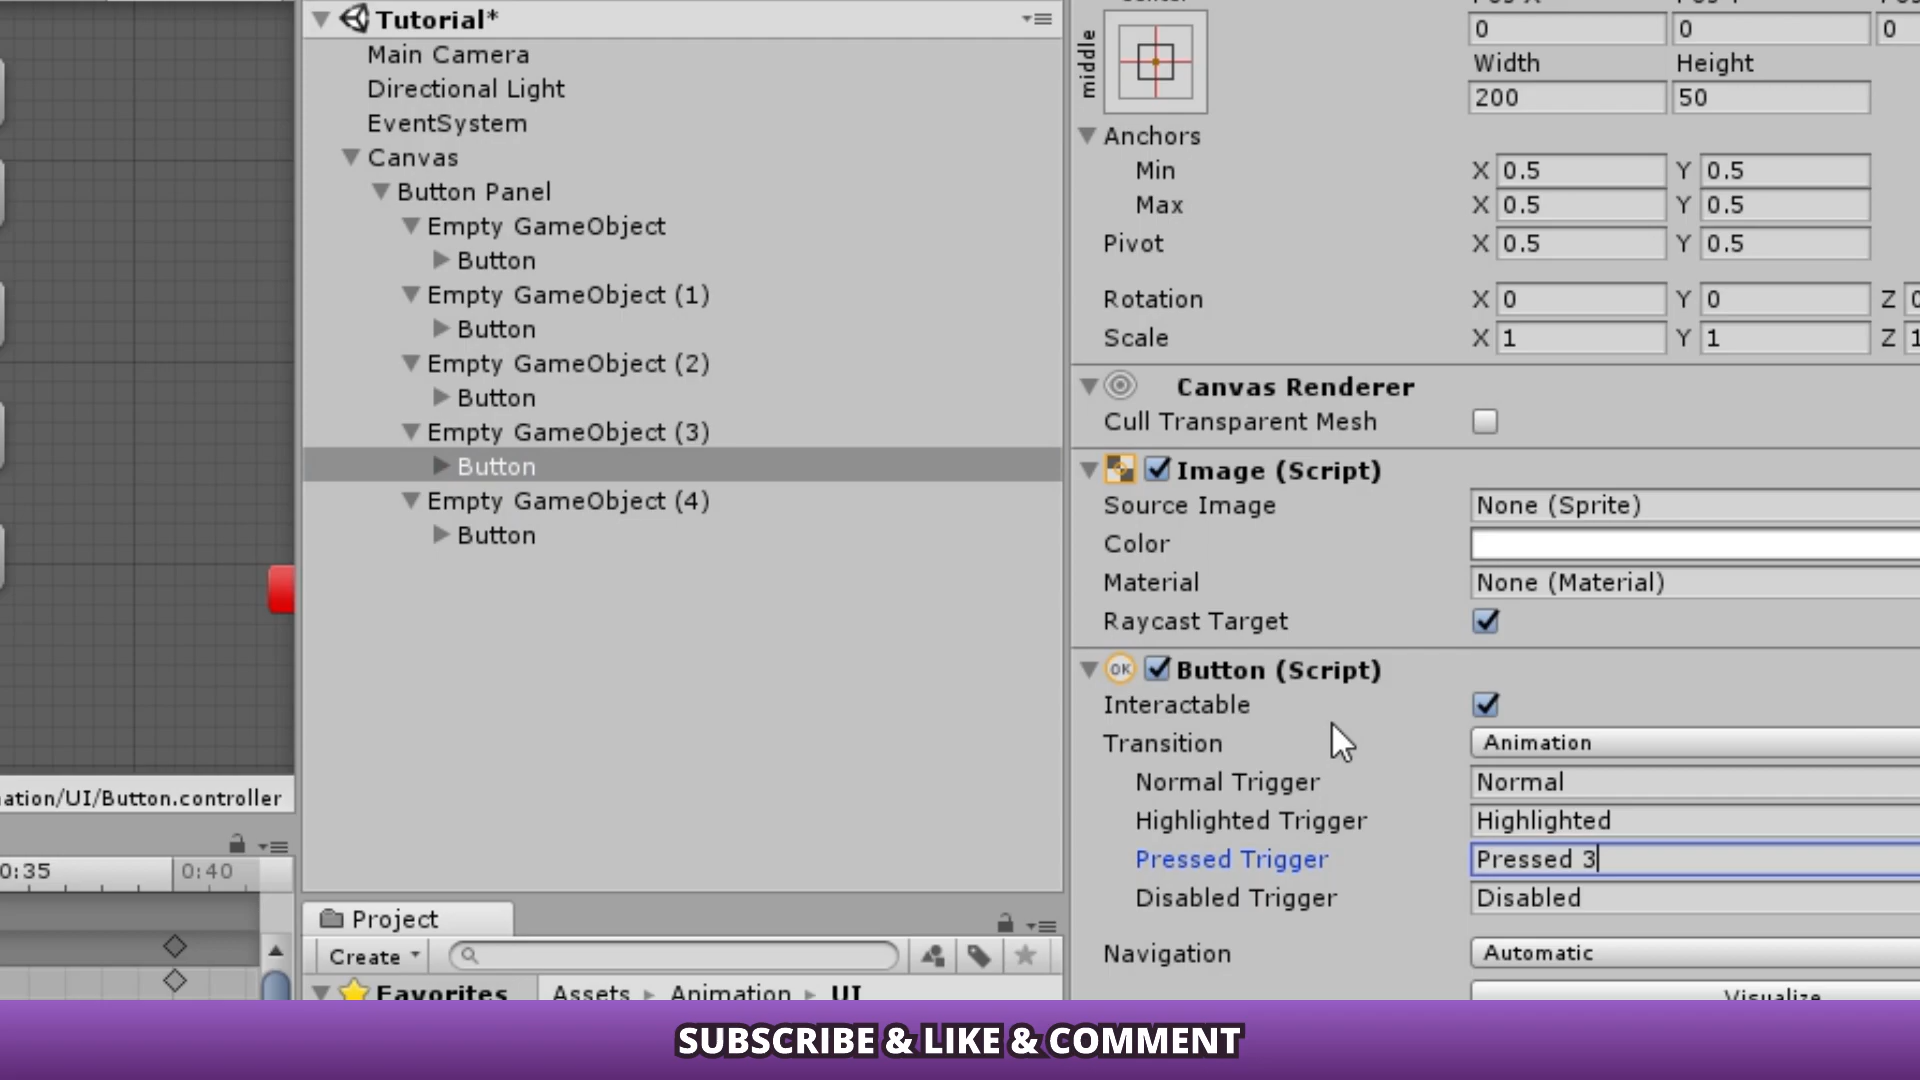 Tutorial*
Main Camera
Directional Light
EventSystem
Canvas
Button Panel
Empty GameObject
Button
Empty GameObject (1)
Button
Empty GameObject (2)
Button
Empty GameObject (3)
Button
Empty GameObject (4)
Button
ation/UI/Button.controller
0:35 0:40
Project
Create
Favorites
Assets Animation UI
middle
0 0 0
Width Height
200 50
Anchors
Min X 0.5 Y 0.5
Max X 0.5 Y 0.5
Pivot X 0.5 Y 0.5
Rotation X 0 Y 0 Z 0
Scale X 1 Y 1 Z 1
Canvas Renderer
Cull Transparent Mesh
Image (Script)
Source Image None (Sprite)
Color
Material None (Material)
Raycast Target
OK Button (Script)
Interactable
Transition Animation
Normal Trigger Normal
Highlighted Trigger Highlighted
Pressed Trigger Pressed 3
Disabled Trigger Disabled
Navigation Automatic
Visualize
SUBSCRIBE & LIKE & COMMENT